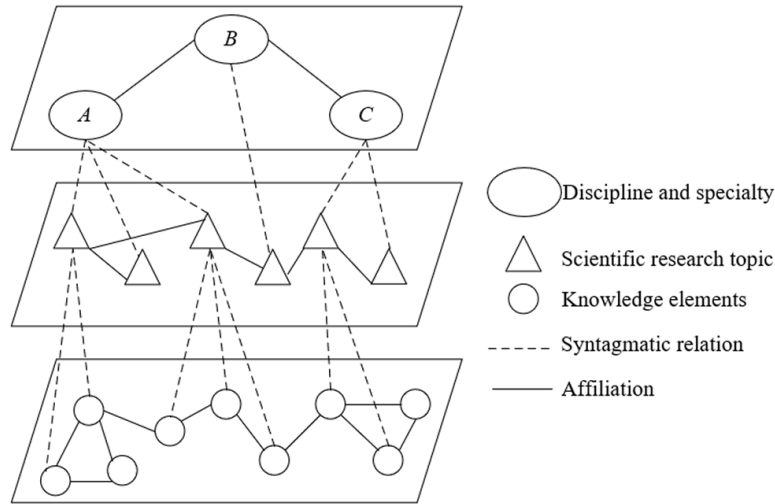 B
A
C
Discipline and specialty
Scientific research topic
Knowledge elements
Syntagmatic relation
Affiliation